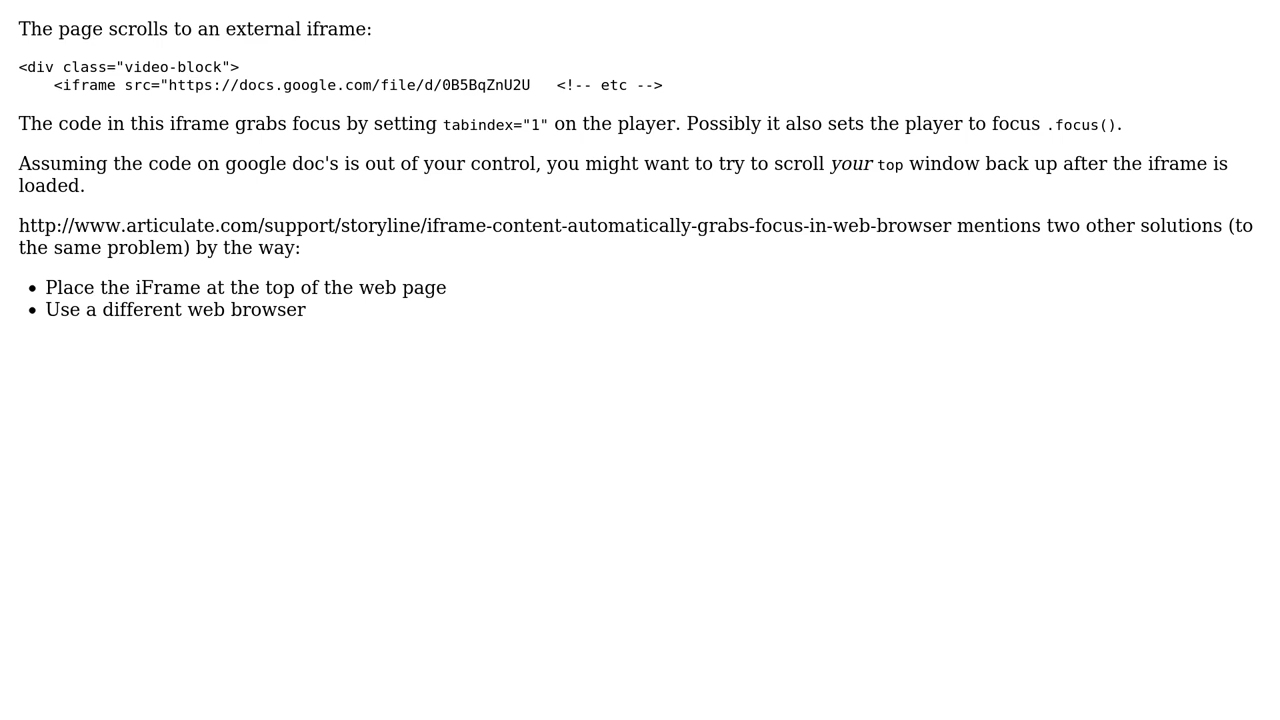 The page scrolls to an external iframe:
<div class="video-block">
    <iframe src="https://docs.google.com/file/d/0B5BqZnU2U   <!-- etc -->
The code in this iframe grabs focus by setting tabindex="1" on the player. Possibly it also sets the player to focus .focus().
Assuming the code on google doc's is out of your control, you might want to try to scroll your top window back up after the iframe is
loaded.
http://www.articulate.com/support/storyline/iframe-content-automatically-grabs-focus-in-web-browser mentions two other solutions (to
the same problem) by the way:
• Place the iFrame at the top of the web page
• Use a different web browser